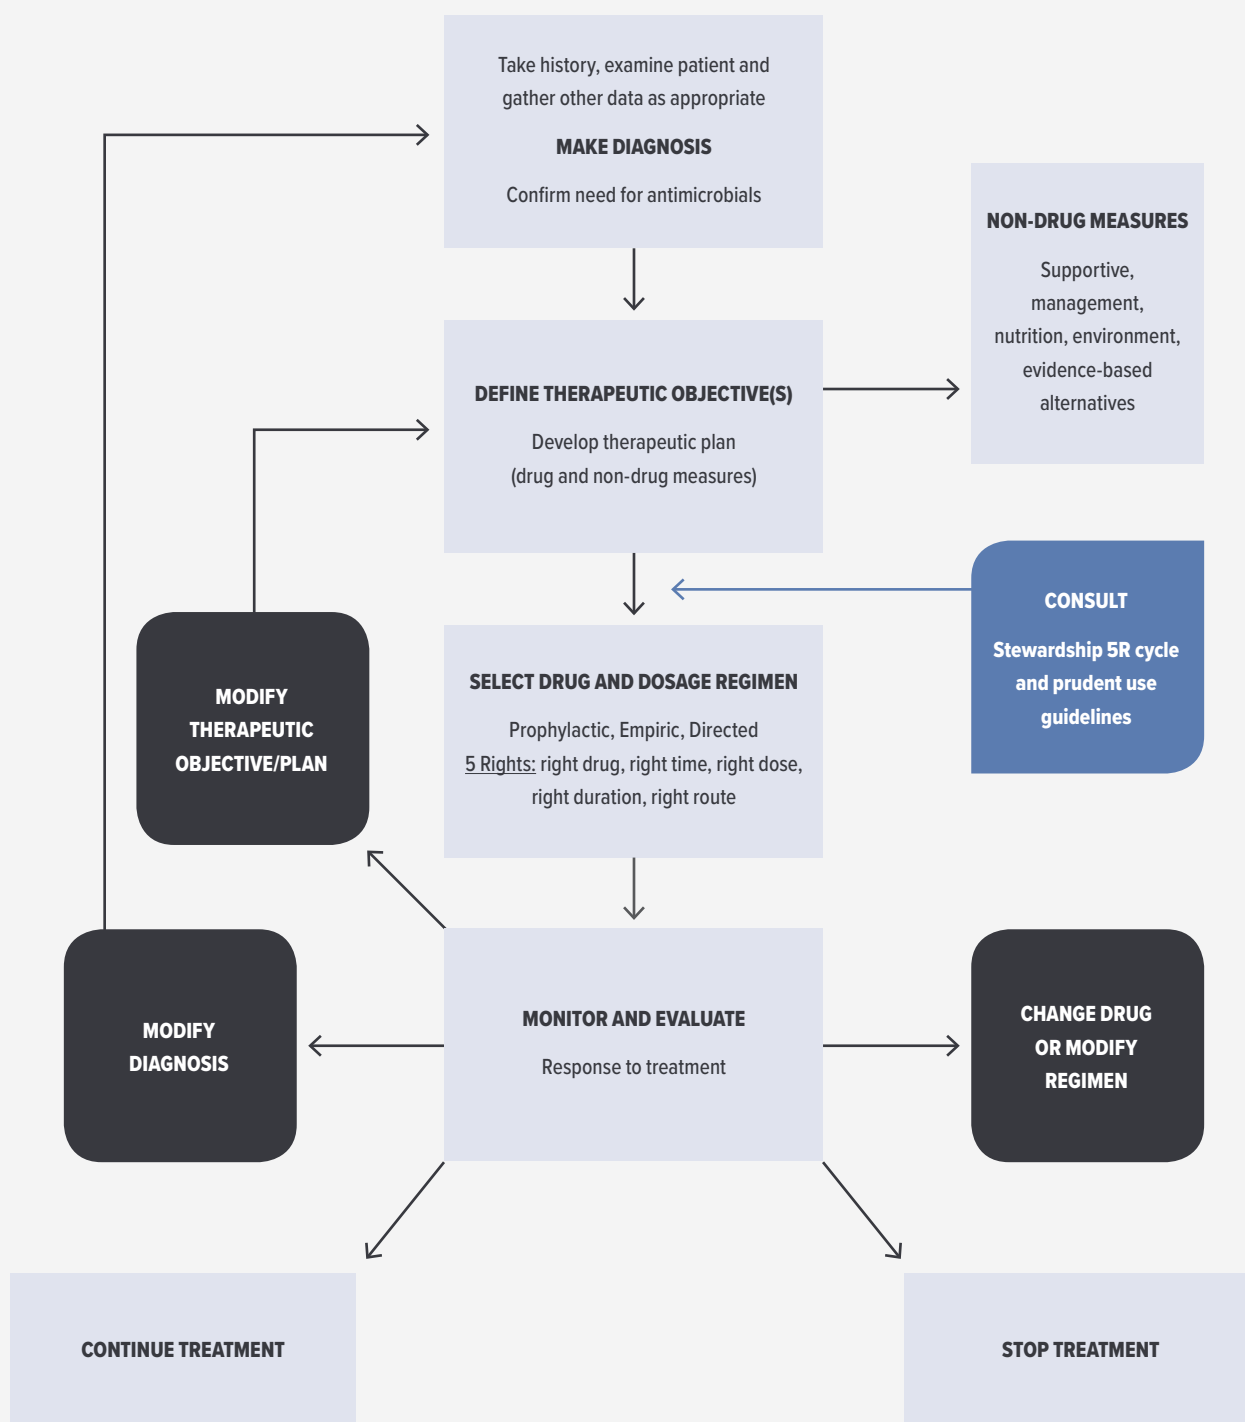 Take history, examine patient and
gather other data as appropriate
MAKE DIAGNOSIS
Confirm need for antimicrobials
NON-DRUG MEASURES
Supportive,
management,
nutrition, environment,
evidence-based
alternatives
DEFINE THERAPEUTIC OBJECTIVE(S)
Develop therapeutic plan
(drug and non-drug measures)
CONSULT
Stewardship 5R cycle
and prudent use
guidelines
SELECT DRUG AND DOSAGE REGIMEN
Prophylactic, Empiric, Directed
5 Rights: right drug, right time, right dose,
right duration, right route
MODIFY
THERAPEUTIC
OBJECTIVE/PLAN
MODIFY
DIAGNOSIS
MONITOR AND EVALUATE
Response to treatment
CHANGE DRUG
OR MODIFY
REGIMEN
CONTINUE TREATMENT
STOP TREATMENT